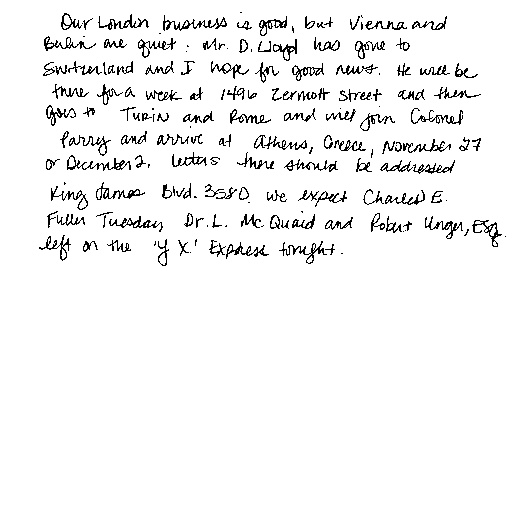 Our London business is good, but Vienna and
Berlin are quiet. Mr. D. Lloyd has gone to
Switzerland and I hope for good news. He will be
there for a week at 1496 Zermott Street and then
goes to Turin and Rome and will join Colonel
Parry and arrive at Athens, Greece, November 27
or December 2. Letters there should be addressed
King James Blvd. 3580. We expect Charles E.
Fuller Tuesday. Dr. L. McQuaid and Robert Unger, Esq.
left on the 'Y X' Express tonight.